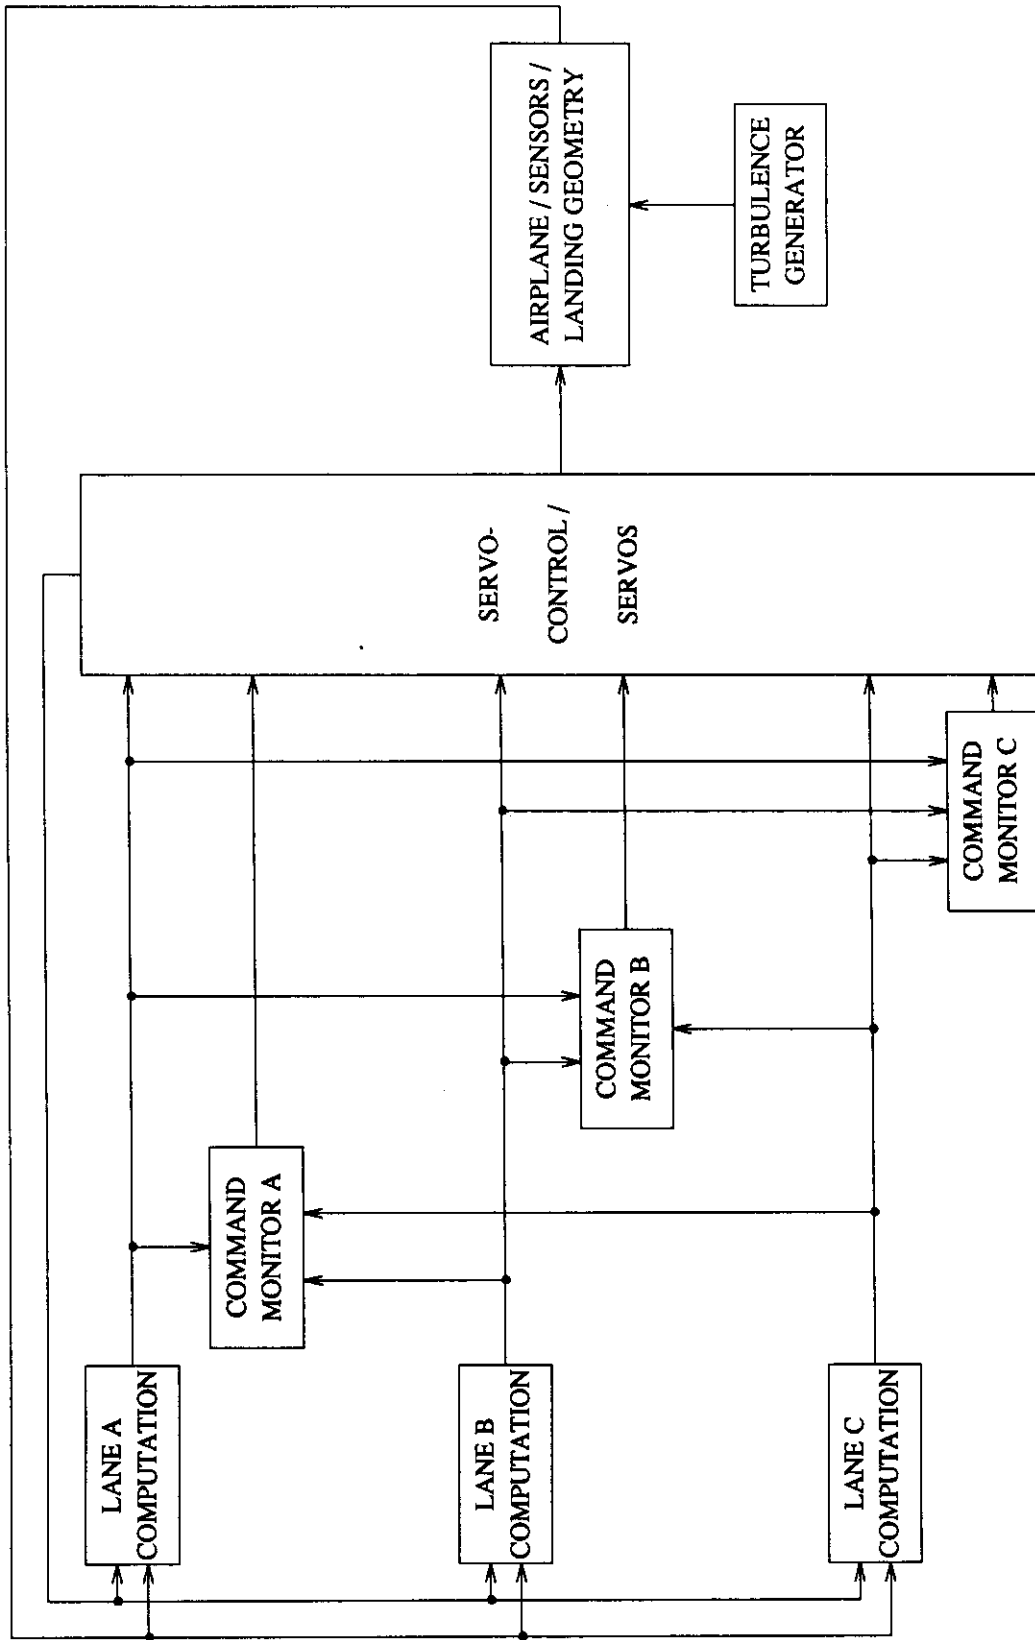 LANE A
COMPUTATION
COMMAND
MONITOR A
LANE B
COMPUTATION
COMMAND
MONITOR B
LANE C
COMPUTATION
COMMAND
MONITOR C
SERVO-
CONTROL /
SERVOS
AIRPLANE / SENSORS /
LANDING GEOMETRY
TURBULENCE
GENERATOR